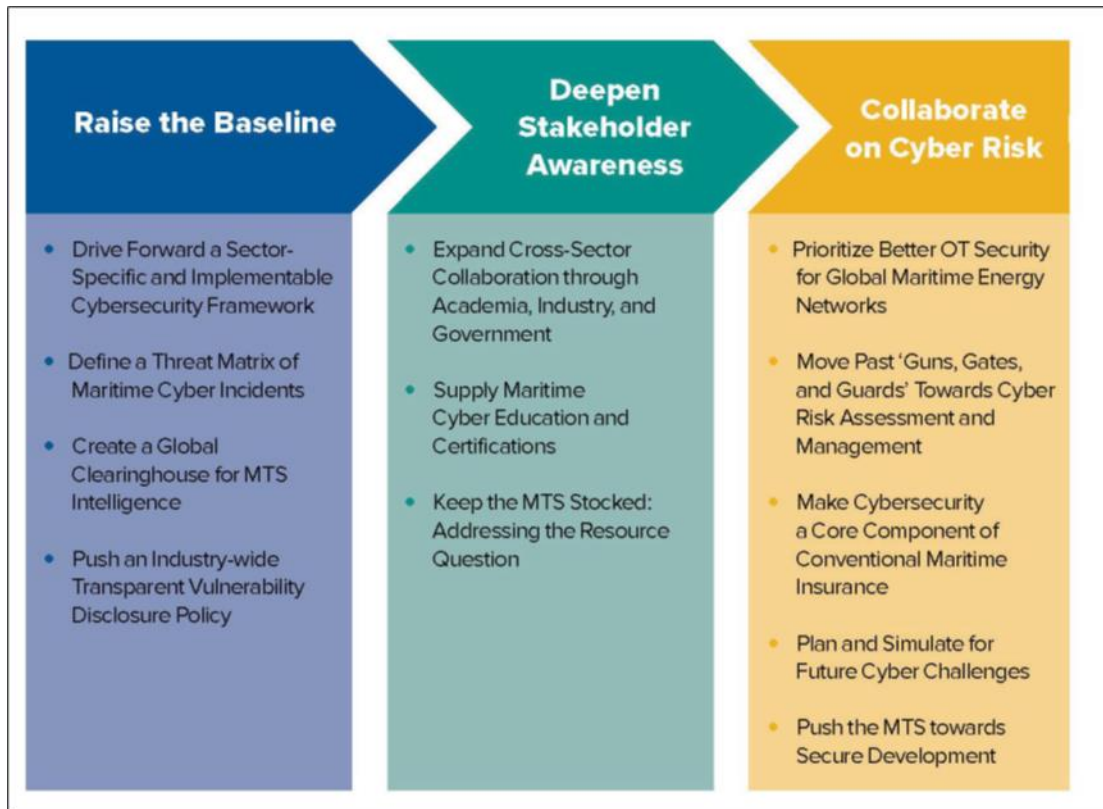 Raise the Baseline
• Drive Forward a Sector-
Specific and Implementable
Cybersecurity Framework
• Define a Threat Matrix of
Maritime Cyber Incidents
• Create a Global
Clearinghouse for MTS
Intelligence
• Push an Industry-wide
Transparent Vulnerability
Disclosure Policy
Deepen
Stakeholder
Awareness
• Expand Cross-Sector
Collaboration through
Academia, Industry, and
Government
• Supply Maritime
Cyber Education and
Certifications
• Keep the MTS Stocked:
Addressing the Resource
Question
Collaborate
on Cyber Risk
• Prioritize Better OT Security
for Global Maritime Energy
Networks
• Move Past ‘Guns, Gates,
and Guards’ Towards Cyber
Risk Assessment and
Management
• Make Cybersecurity
a Core Component of
Conventional Maritime
Insurance
• Plan and Simulate for
Future Cyber Challenges
• Push the MTS towards
Secure Development